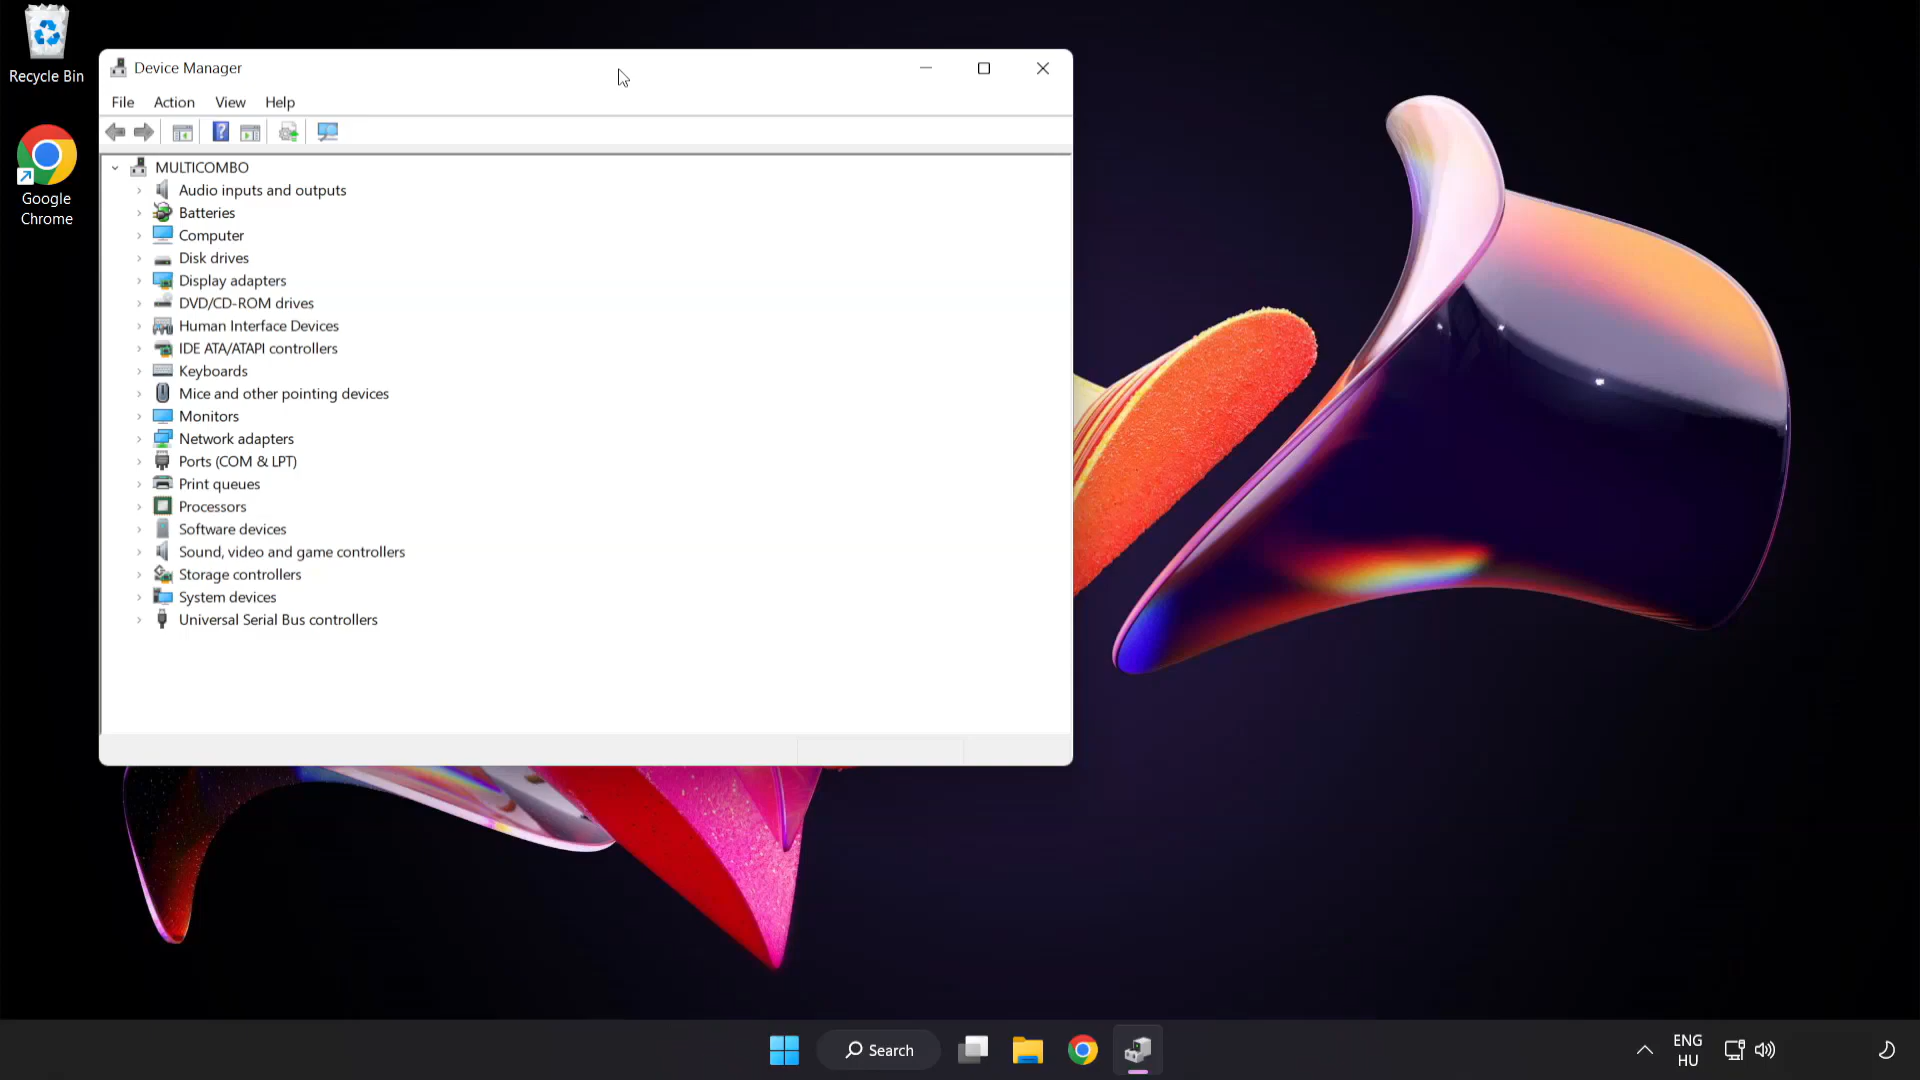 Recycle Bin
Google
Chrome
Device Manager
File Action View Help
MULTICOMBO
Audio inputs and outputs
Batteries
Computer
Disk drives
Display adapters
DVD/CD-ROM drives
Human Interface Devices
IDE ATA/ATAPI controllers
Keyboards
Mice and other pointing devices
Monitors
Network adapters
Ports (COM & LPT)
Print queues
Processors
Software devices
Sound, video and game controllers
Storage controllers
System devices
Universal Serial Bus controllers
Search
ENG
HU